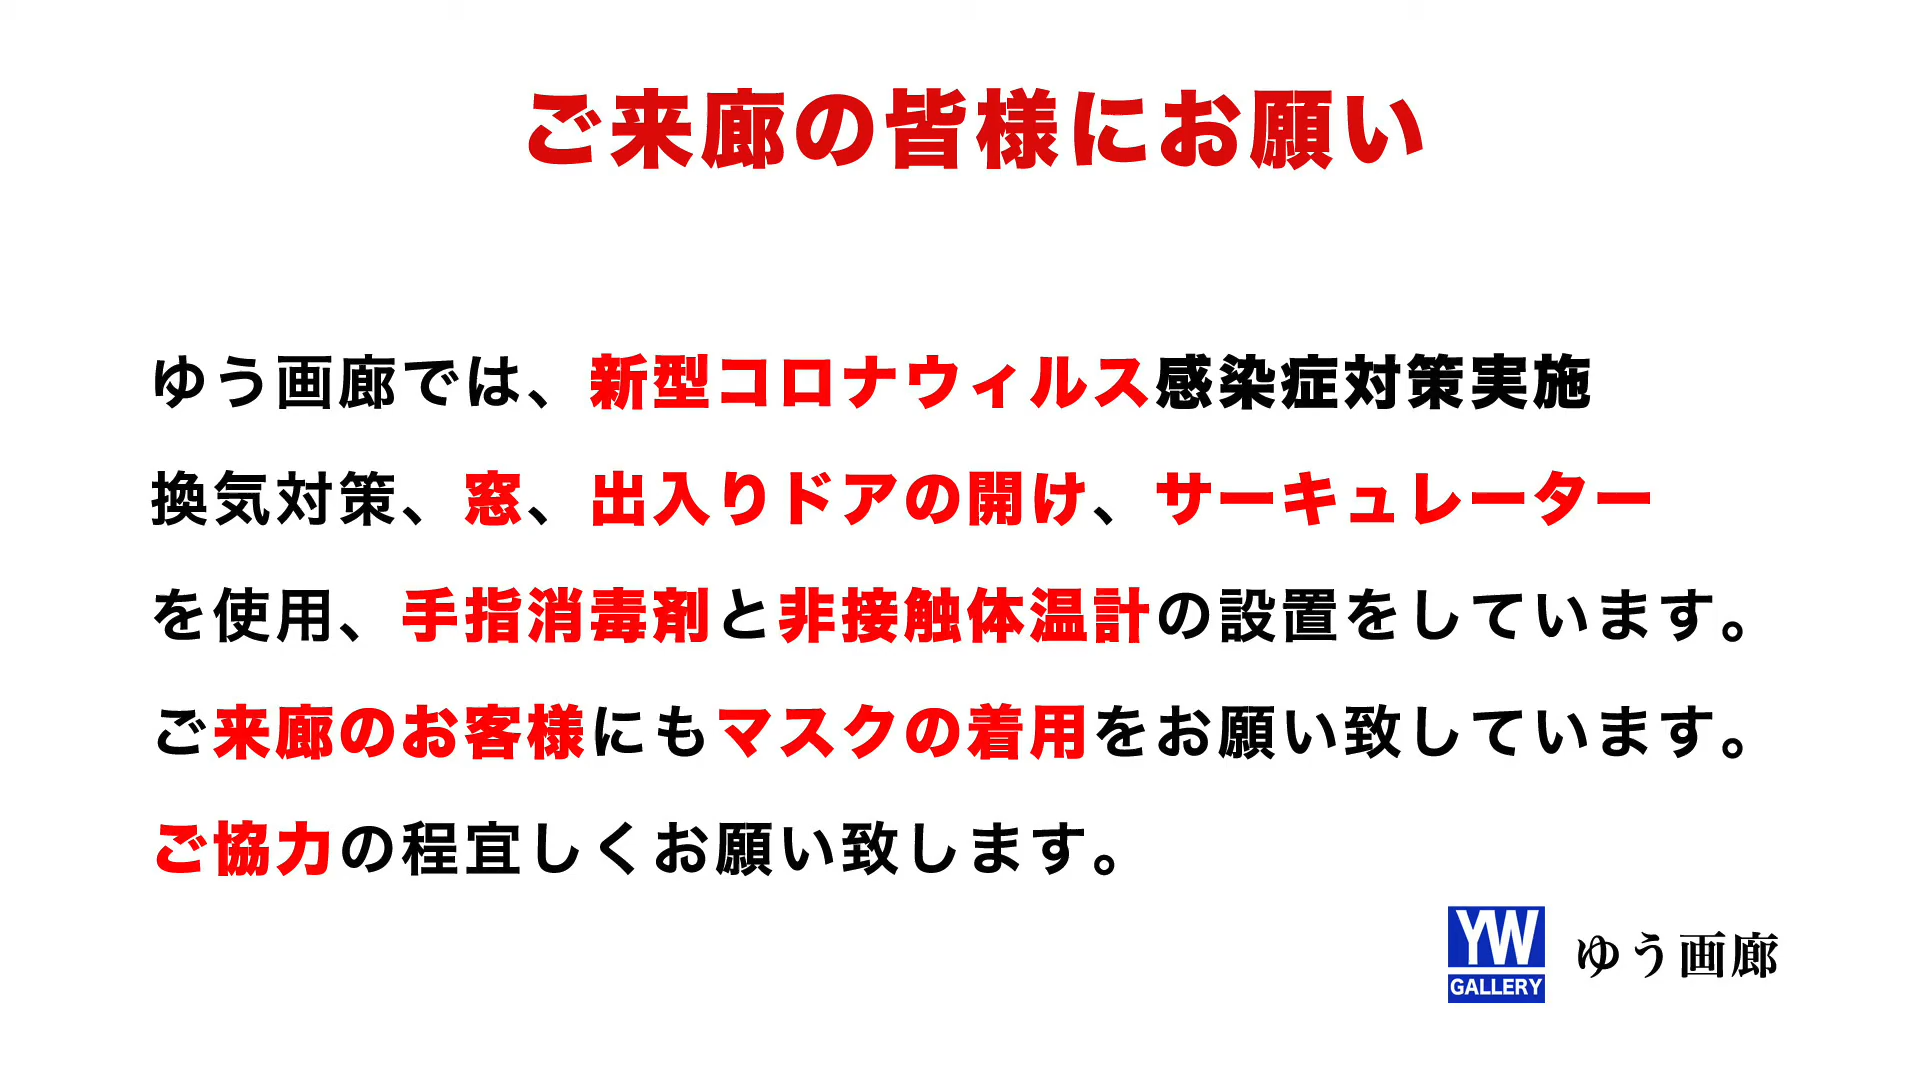 ご来廊の皆様にお願い
ゆう画廊では、新型コロナウィルス感染症対策実施
換気対策、窓、出入りドアの開け、サーキュレーター
を使用、手指消毒剤と非接触体温計の設置をしています。
ご来廊のお客様にもマスクの着用をお願い致しています。
ご協力の程宜しくお願い致します。
YW
GALLERY
ゆう画廊